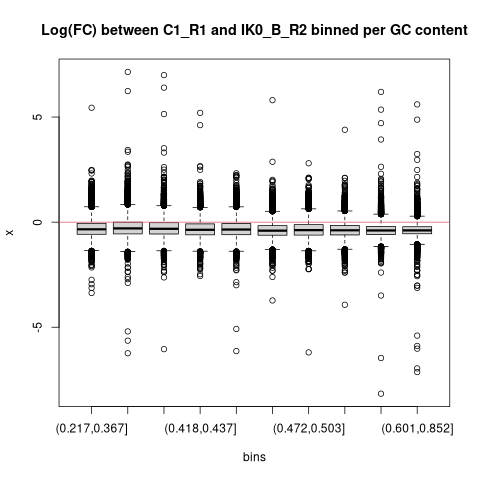 Log(FC) between C1_R1 and IK0_B_R2 binned per GC content
5
0
-5
x
(0.217,0.367] (0.418,0.437] (0.472,0.503] (0.601,0.852]
bins